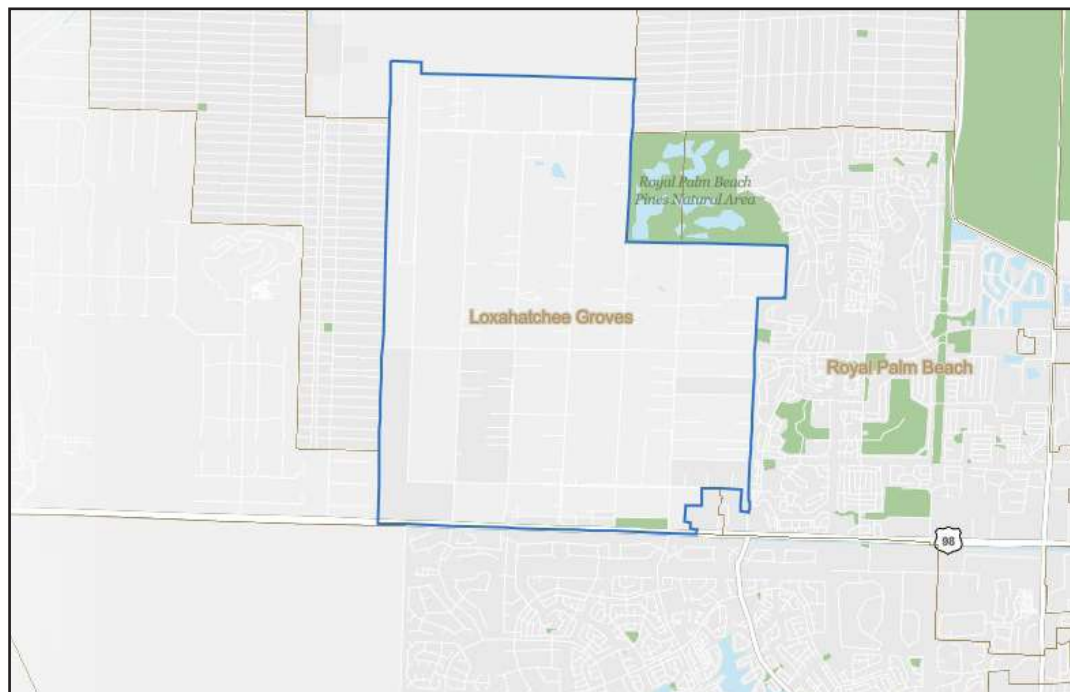 Royal Palm Beach
Pines Natural Area
Loxahatchee Groves
Royal Palm Beach
98